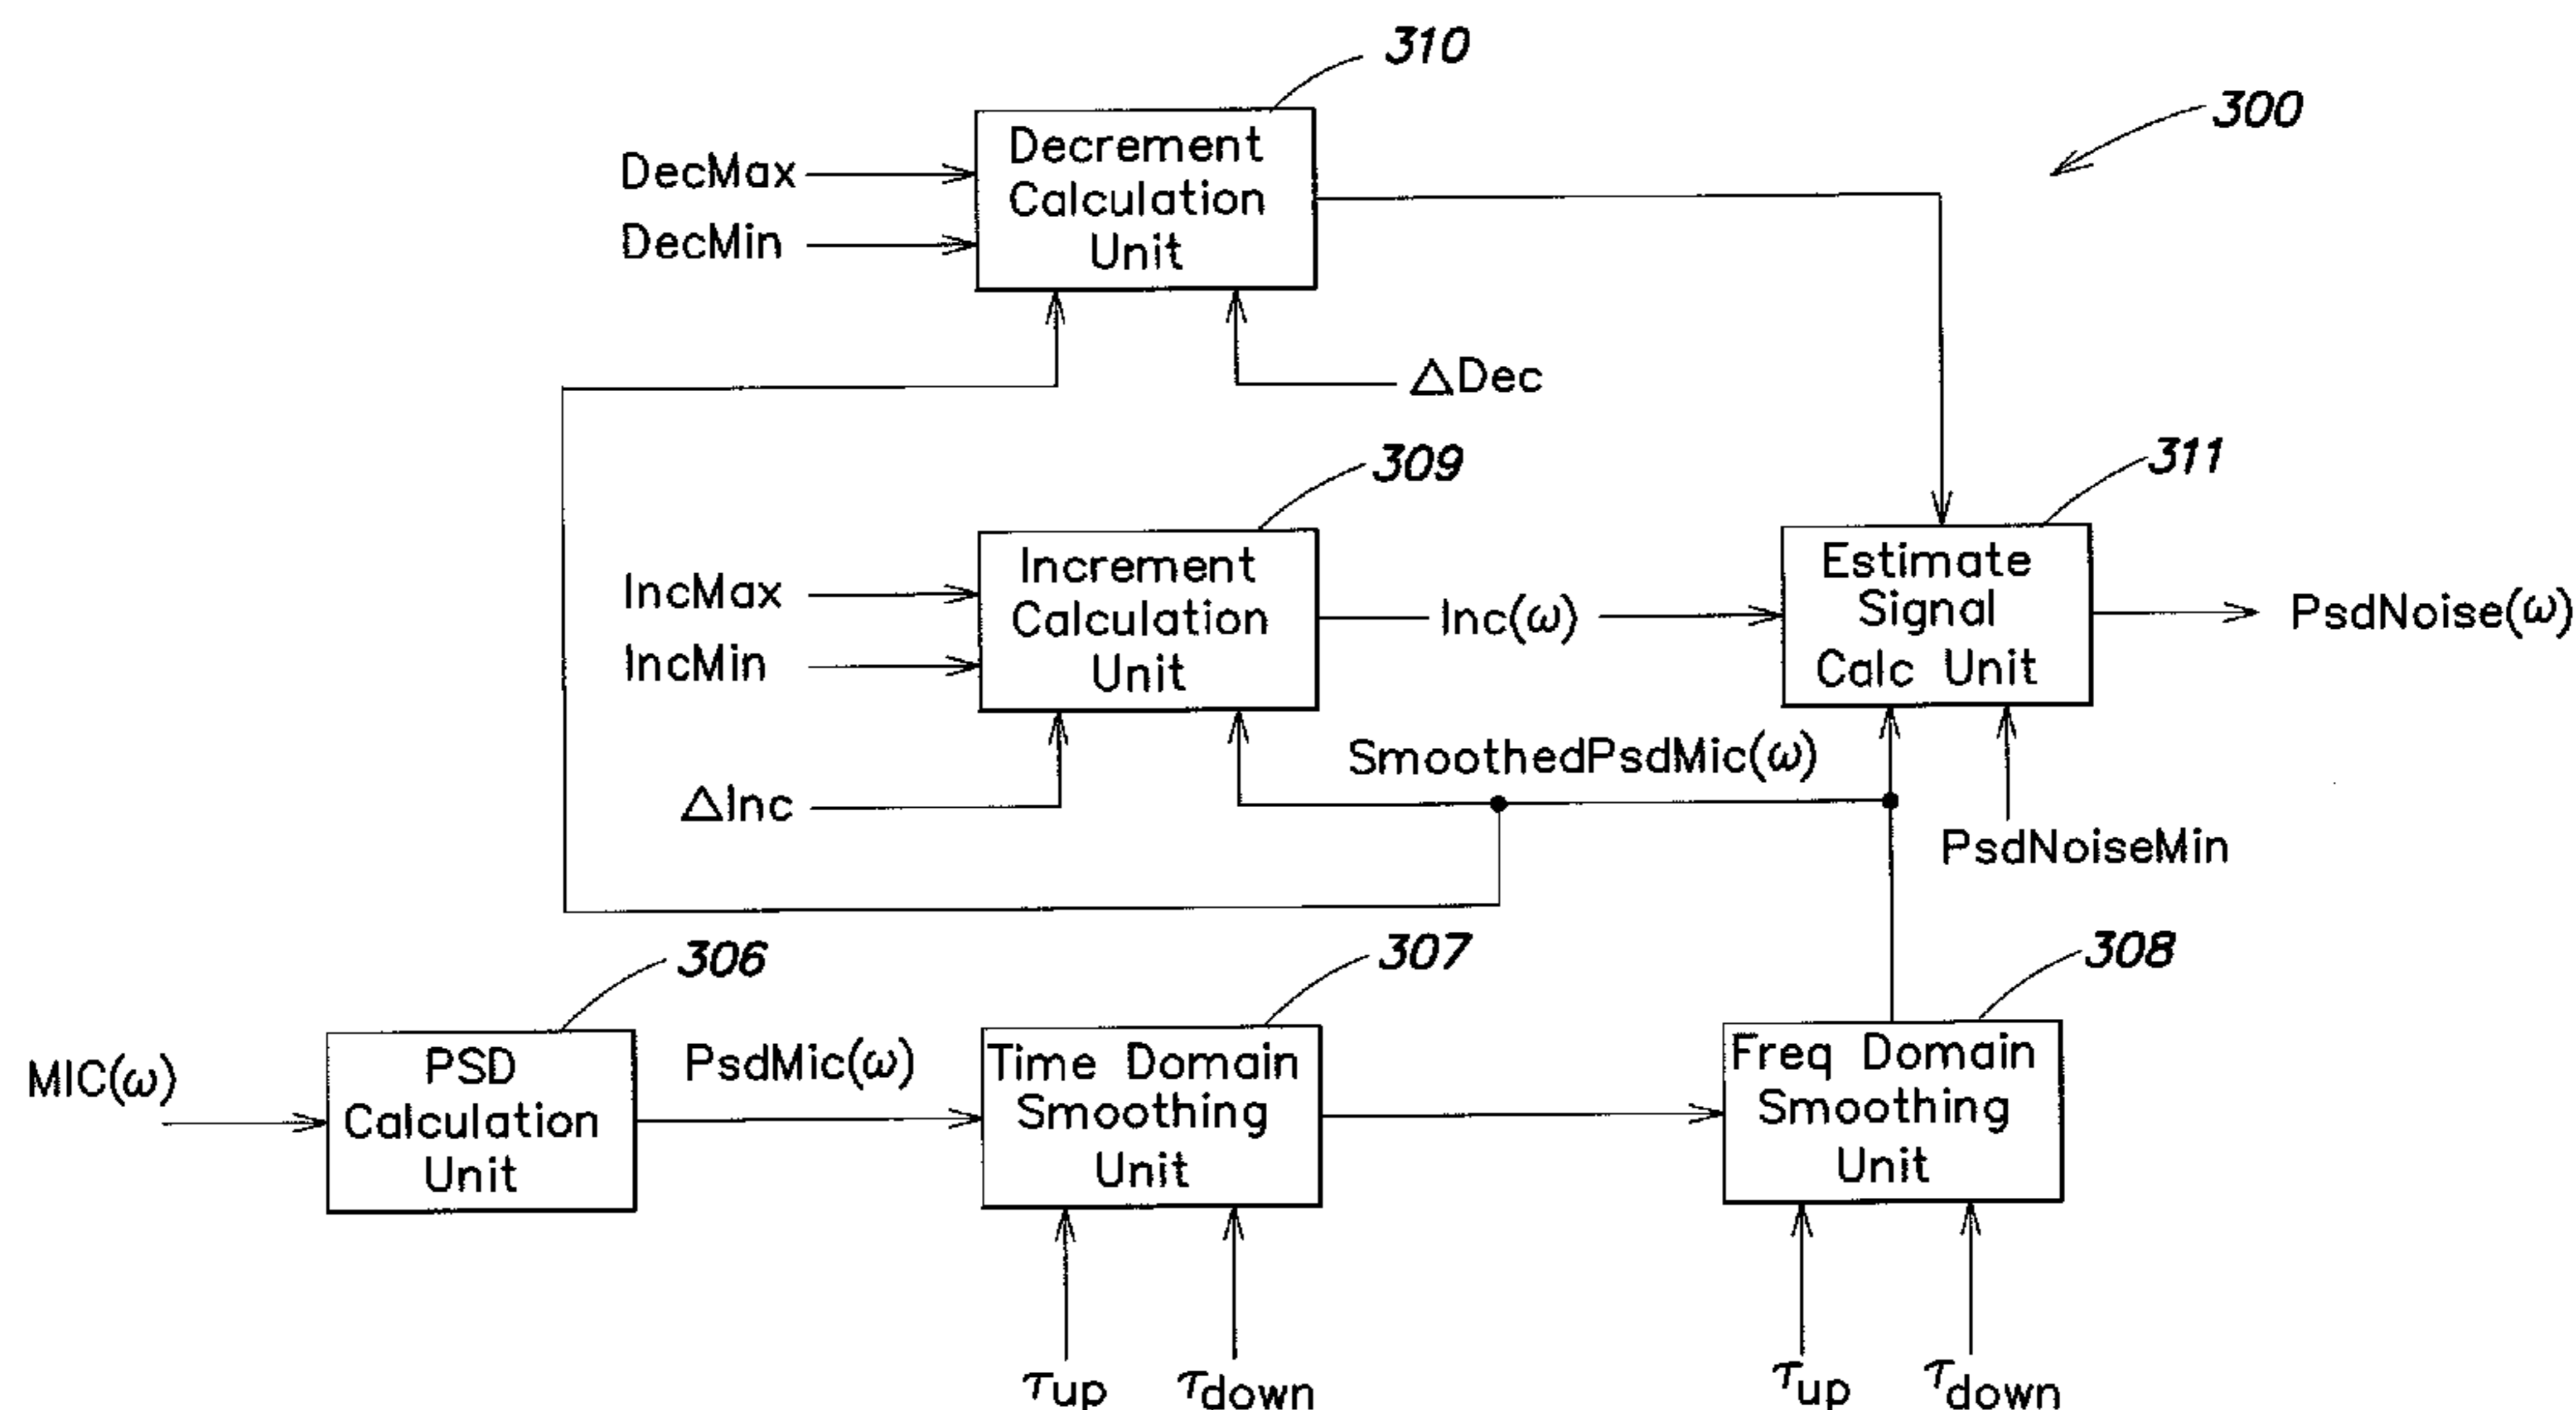 310
300
DecMax
DecMin
Decrement
Calculation
Unit
ΔDec
309
311
IncMax
IncMin
Increment
Calculation
Unit
Inc(ω)
Estimate
Signal
Calc Unit
PsdNoise(ω)
SmoothedPsdMic(ω)
ΔInc
PsdNoiseMin
306
307
308
MIC(ω)
PSD
Calculation
Unit
PsdMic(ω)
Time Domain
Smoothing
Unit
Freq Domain
Smoothing
Unit
τup
τdown
τup
τdown